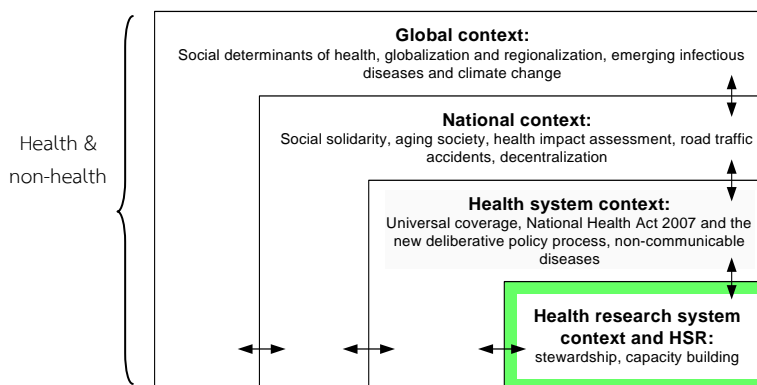 Global context:
Social determinants of health, globalization and regionalization, emerging infectious
diseases and climate change
National context:
Social solidarity, aging society, health impact assessment, road traffic
accidents, decentralization
Health &
non-health
Health system context:
Universal coverage, National Health Act 2007 and the
new deliberative policy process, non-communicable
diseases
Health research system
context and HSR:
stewardship, capacity building